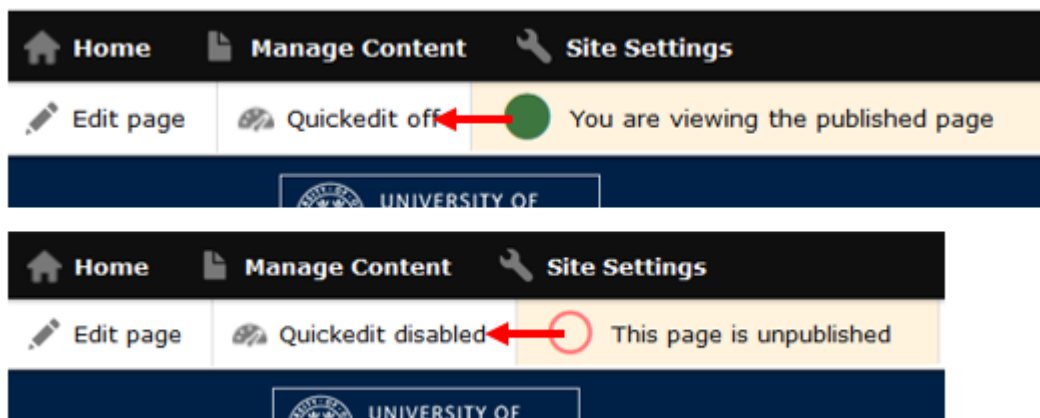 Home Manage Content Site Settings
Edit page Quickedit off You are viewing the published page
UNIVERSITY OF
Home Manage Content Site Settings
Edit page Quickedit disabled This page is unpublished
UNIVERSITY OF